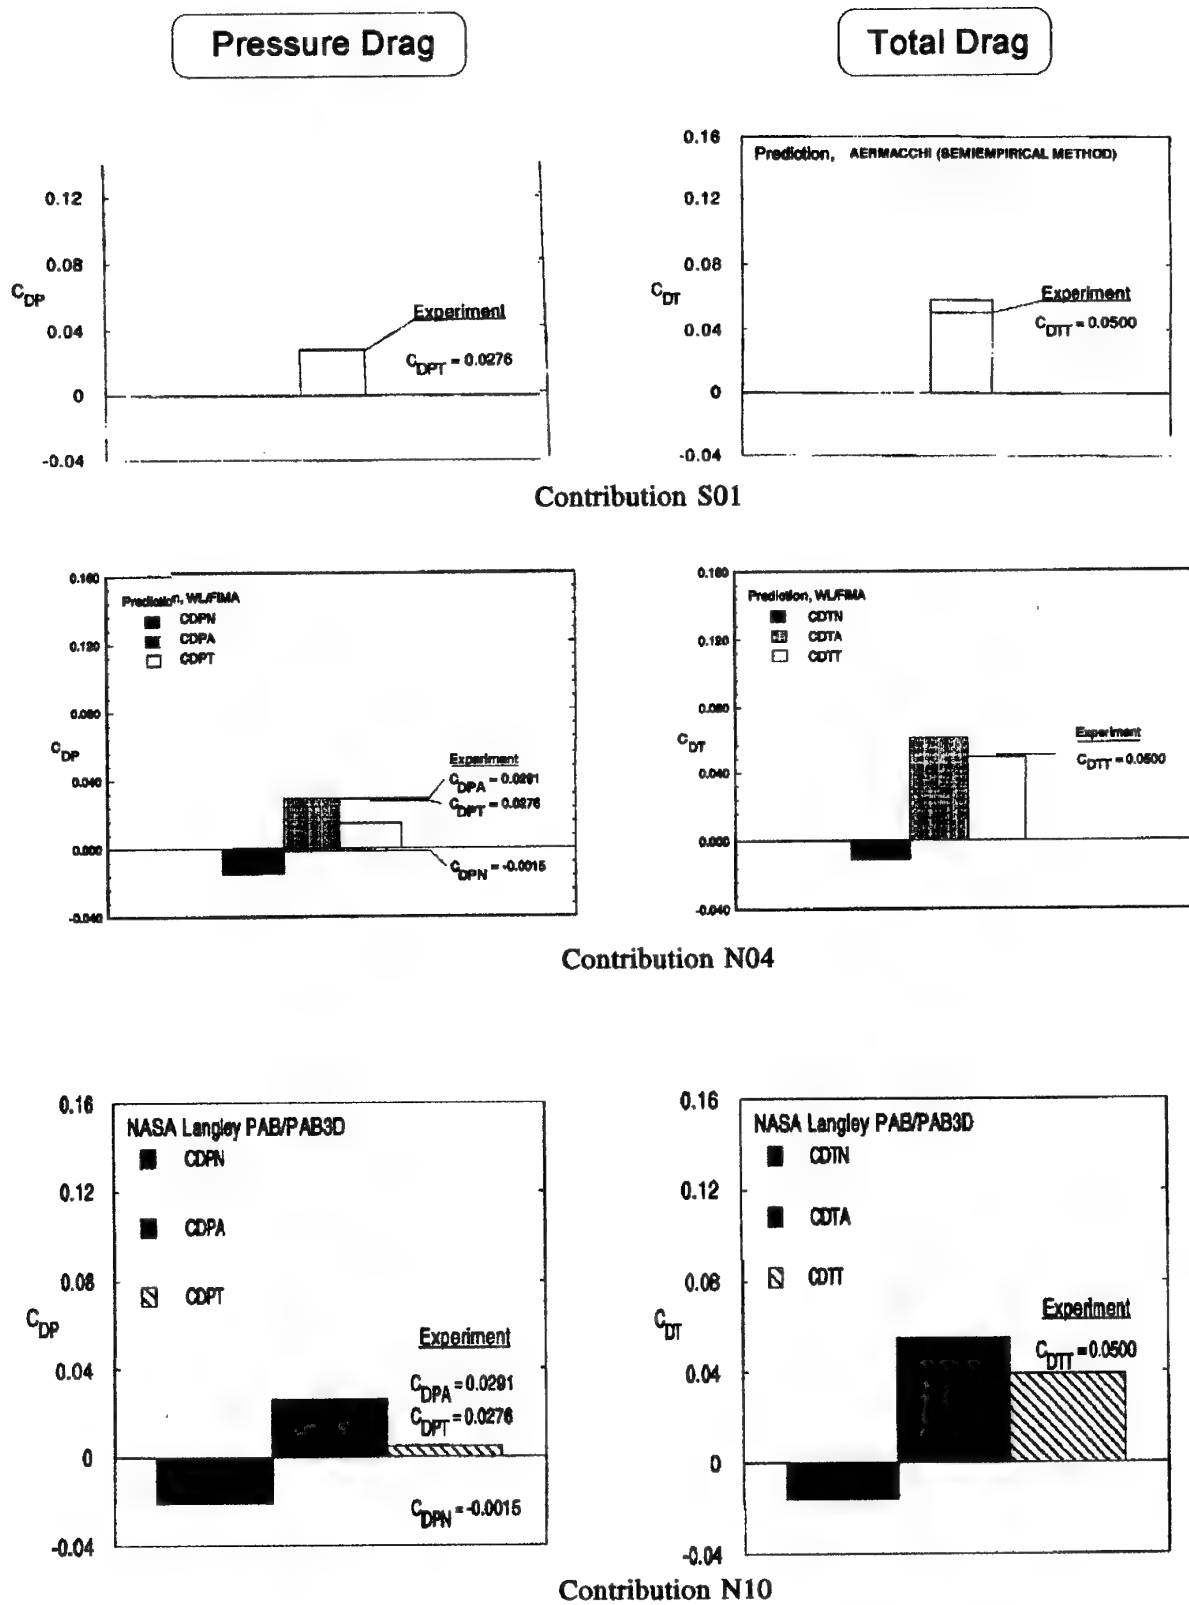 Pressure Drag
Total Drag
0.12
0.08
C_DP
0.04
0
-0.04
Experiment
C_DPT = 0.0276
0.16
Prediction, AERMACCHI (SEMIEMPIRICAL METHOD)
0.12
0.08
C_DT
0.04
0
-0.04
Experiment
C_DTT = 0.0500
Contribution S01
0.160
Prediction, WL/FIMA
CDPN
CDPA
CDPT
0.120
0.080
C_DP
0.040
0.000
-0.040
Experiment
C_DPA = 0.0291
C_DPT = 0.0276
C_DPN = -0.0015
0.160
Prediction, WL/FIMA
CDTN
CDTA
CDTT
0.120
0.080
C_DT
0.040
0.000
-0.040
Experiment
C_DTT = 0.0500
Contribution N04
0.16
NASA Langley PAB/PAB3D
CDPN
0.12
CDPA
0.08
CDPT
C_DP
0.04
0
-0.04
Experiment
C_DPA = 0.0291
C_DPT = 0.0276
C_DPN = -0.0015
0.16
NASA Langley PAB/PAB3D
CDTN
0.12
CDTA
0.08
CDTT
C_DT
0.04
0
-0.04
Experiment
C_DTT = 0.0500
Contribution N10